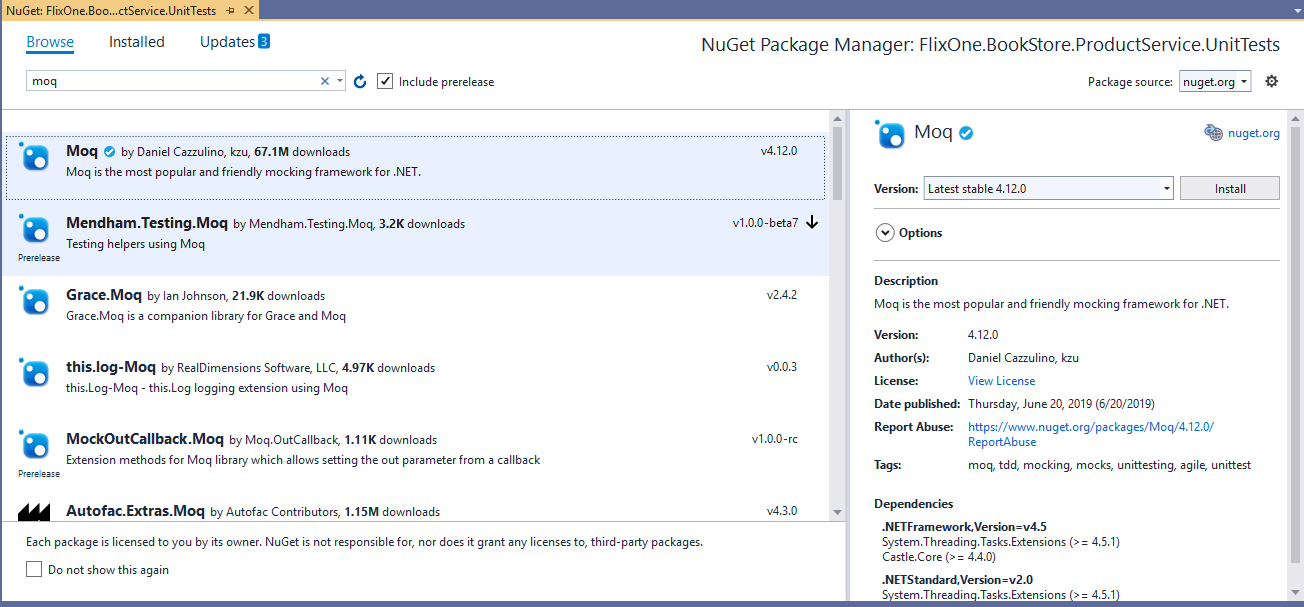 NuGet: FlixOne.Boo...ctService.UnitTests
Browse Installed Updates 3
NuGet Package Manager: FlixOne.BookStore.ProductService.UnitTests
moq
Include prerelease
Package source: nuget.org
Moq by Daniel Cazzulino, kzu, 67.1M downloads v4.12.0
Moq is the most popular and friendly mocking framework for .NET.
Mendham.Testing.Moq by Mendham.Testing.Moq, 3.2K downloads v1.0.0-beta7
Testing helpers using Moq
Prerelease
Grace.Moq by Ian Johnson, 21.9K downloads v2.4.2
Grace.Moq is a companion library for Grace and Moq
this.log-Moq by RealDimensions Software, LLC, 4.97K downloads v0.0.3
this.Log-Moq - this.Log logging extension using Moq
MockOutCallback.Moq by Moq.OutCallback, 1.11K downloads v1.0.0-rc
Extension methods for Moq library which allows setting the out parameter from a callback
Prerelease
Autofac.Extras.Moq by Autofac Contributors, 1.15M downloads v4.3.0
Each package is licensed to you by its owner. NuGet is not responsible for, nor does it grant any licenses to, third-party packages.
Do not show this again
Moq nuget.org
Version: Latest stable 4.12.0 Install
Options
Description
Moq is the most popular and friendly mocking framework for .NET.
Version: 4.12.0
Author(s): Daniel Cazzulino, kzu
License: View License
Date published: Thursday, June 20, 2019 (6/20/2019)
Report Abuse: https://www.nuget.org/packages/Moq/4.12.0/
ReportAbuse
Tags: moq, tdd, mocking, mocks, unittesting, agile, unittest
Dependencies
.NETFramework,Version=v4.5
System.Threading.Tasks.Extensions (>= 4.5.1)
Castle.Core (>= 4.4.0)
.NETStandard,Version=v2.0
System.Threading.Tasks.Extensions (>= 4.5.1)